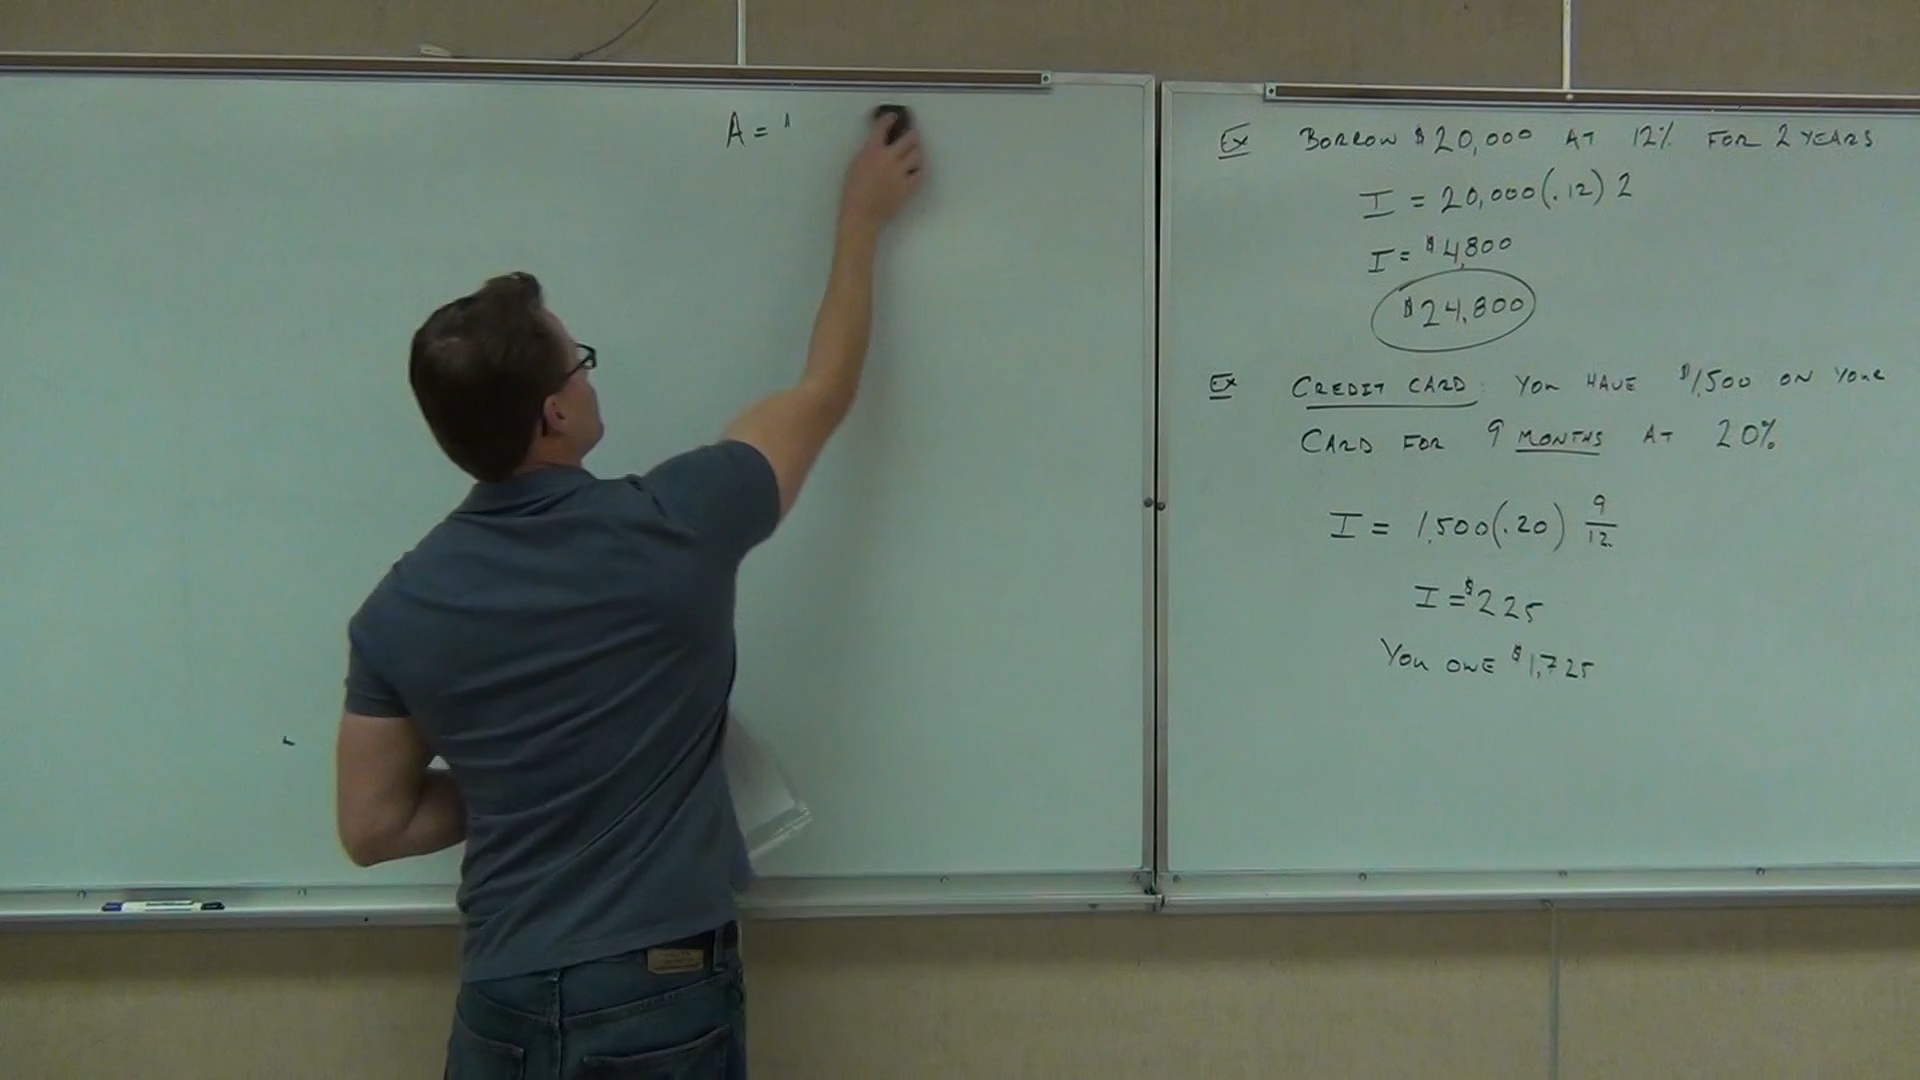 A =
Ex BORROW $20,000 AT 12% FOR 2 YEARS
I = 20,000(.12) 2
I = $4,800
$24,800
Ex CREDIT CARD: YOU HAVE $1,500 ON YOUR
CARD FOR 9 MONTHS AT 20%
I = 1,500(.20) 9/12
I = $225
YOU OWE $1,725